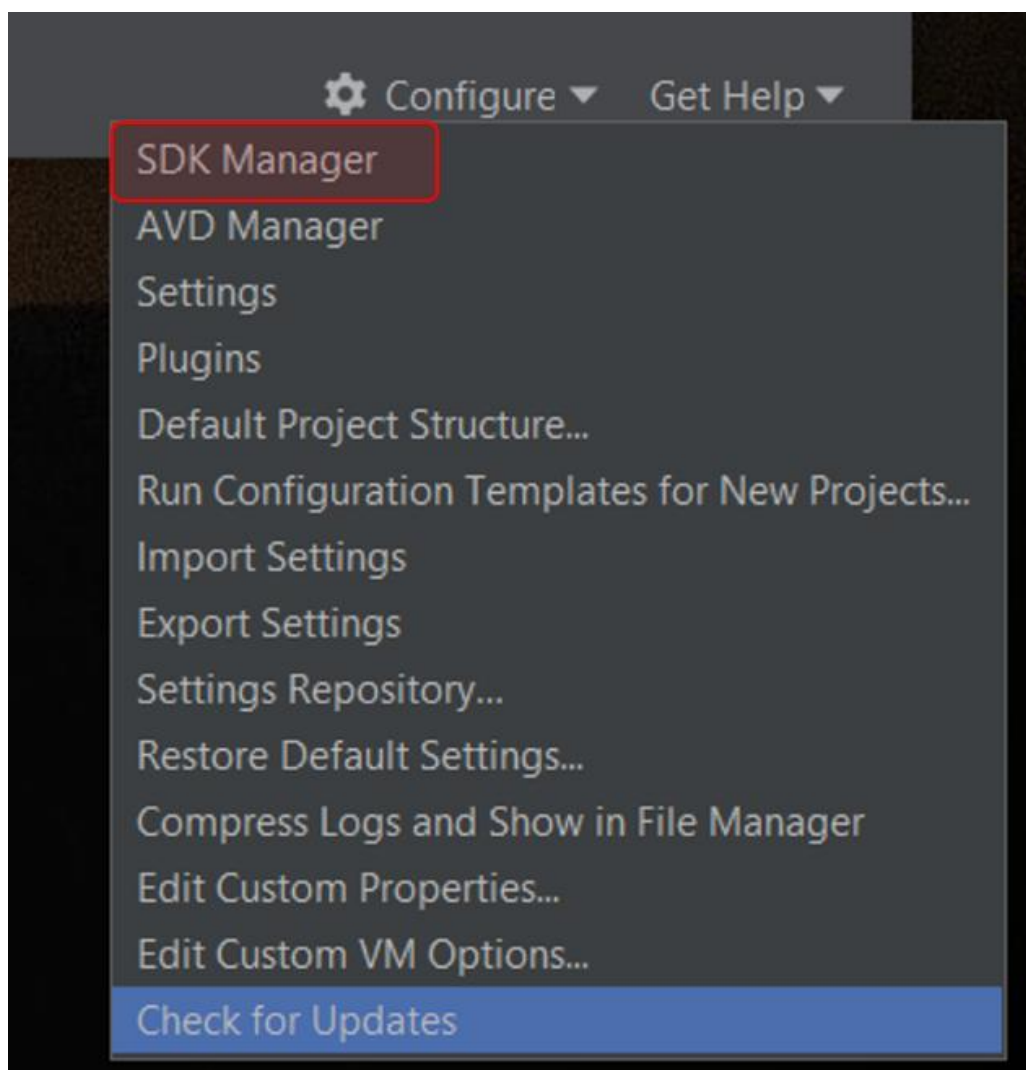 Configure Get Help
SDK Manager
AVD Manager
Settings
Plugins
Default Project Structure...
Run Configuration Templates for New Projects...
Import Settings
Export Settings
Settings Repository...
Restore Default Settings...
Compress Logs and Show in File Manager
Edit Custom Properties...
Edit Custom VM Options...
Check for Updates